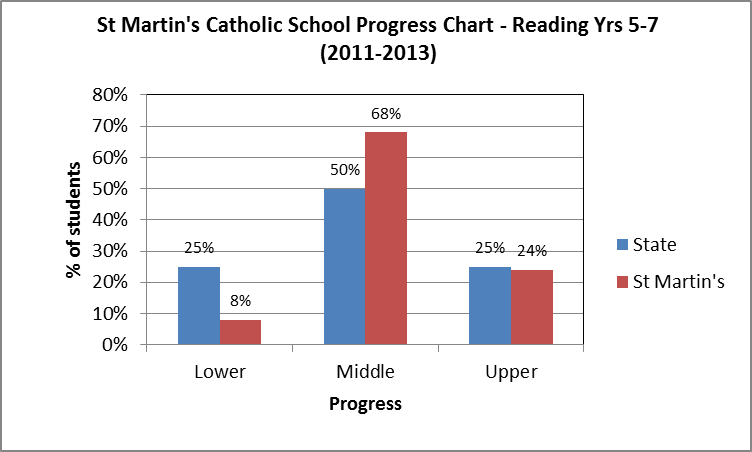 St Martin's Catholic School Progress Chart - Reading Yrs 5-7
(2011-2013)
80%
70%
60%
50%
40%
30%
20%
10%
0%
% of students
25%
8%
50%
68%
25%
24%
Lower
Middle
Upper
Progress
State
St Martin's